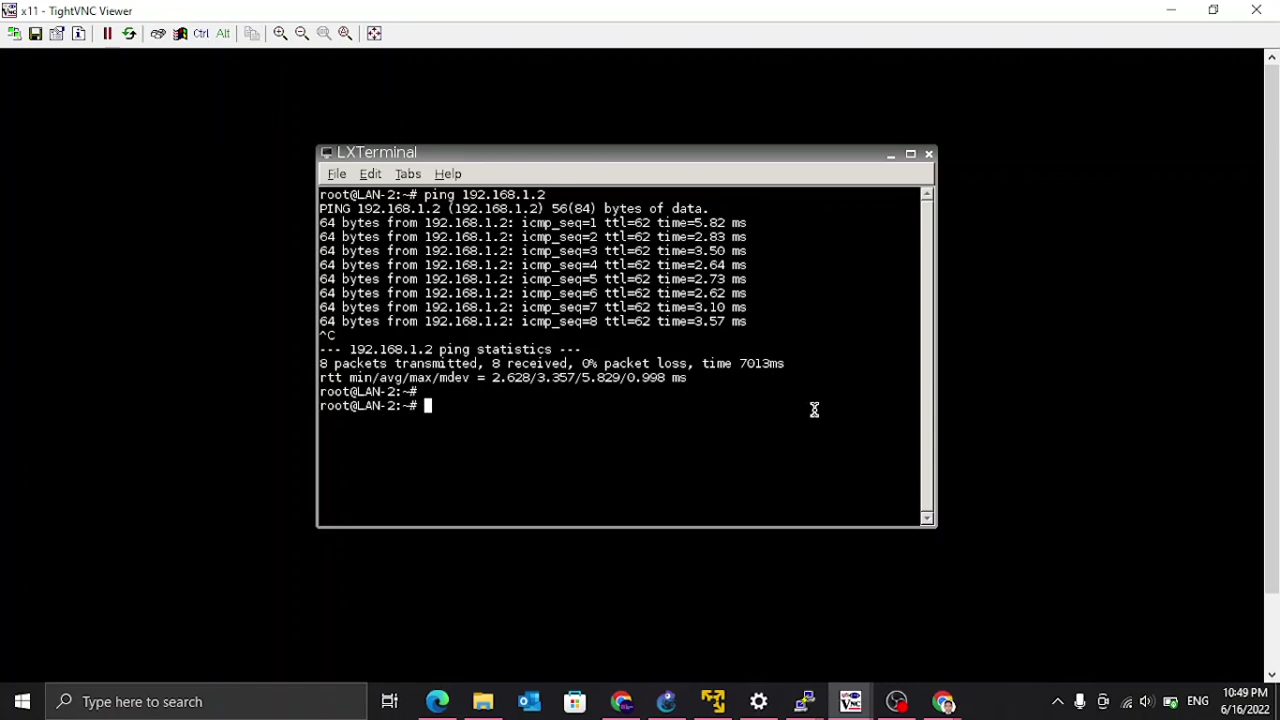 x11 - TightVNC Viewer
Ctrl Alt
LXTerminal
File Edit Tabs Help
root@LAN-2:~# ping 192.168.1.2
PING 192.168.1.2 (192.168.1.2) 56(84) bytes of data.
64 bytes from 192.168.1.2: icmp_seq=1 ttl=62 time=5.82 ms
64 bytes from 192.168.1.2: icmp_seq=2 ttl=62 time=2.83 ms
64 bytes from 192.168.1.2: icmp_seq=3 ttl=62 time=3.50 ms
64 bytes from 192.168.1.2: icmp_seq=4 ttl=62 time=2.64 ms
64 bytes from 192.168.1.2: icmp_seq=5 ttl=62 time=2.73 ms
64 bytes from 192.168.1.2: icmp_seq=6 ttl=62 time=2.62 ms
64 bytes from 192.168.1.2: icmp_seq=7 ttl=62 time=3.10 ms
64 bytes from 192.168.1.2: icmp_seq=8 ttl=62 time=3.57 ms
^C
--- 192.168.1.2 ping statistics ---
8 packets transmitted, 8 received, 0% packet loss, time 7013ms
rtt min/avg/max/mdev = 2.628/3.357/5.829/0.998 ms
root@LAN-2:~#
root@LAN-2:~#
Type here to search
ENG
10:49 PM
6/16/2022